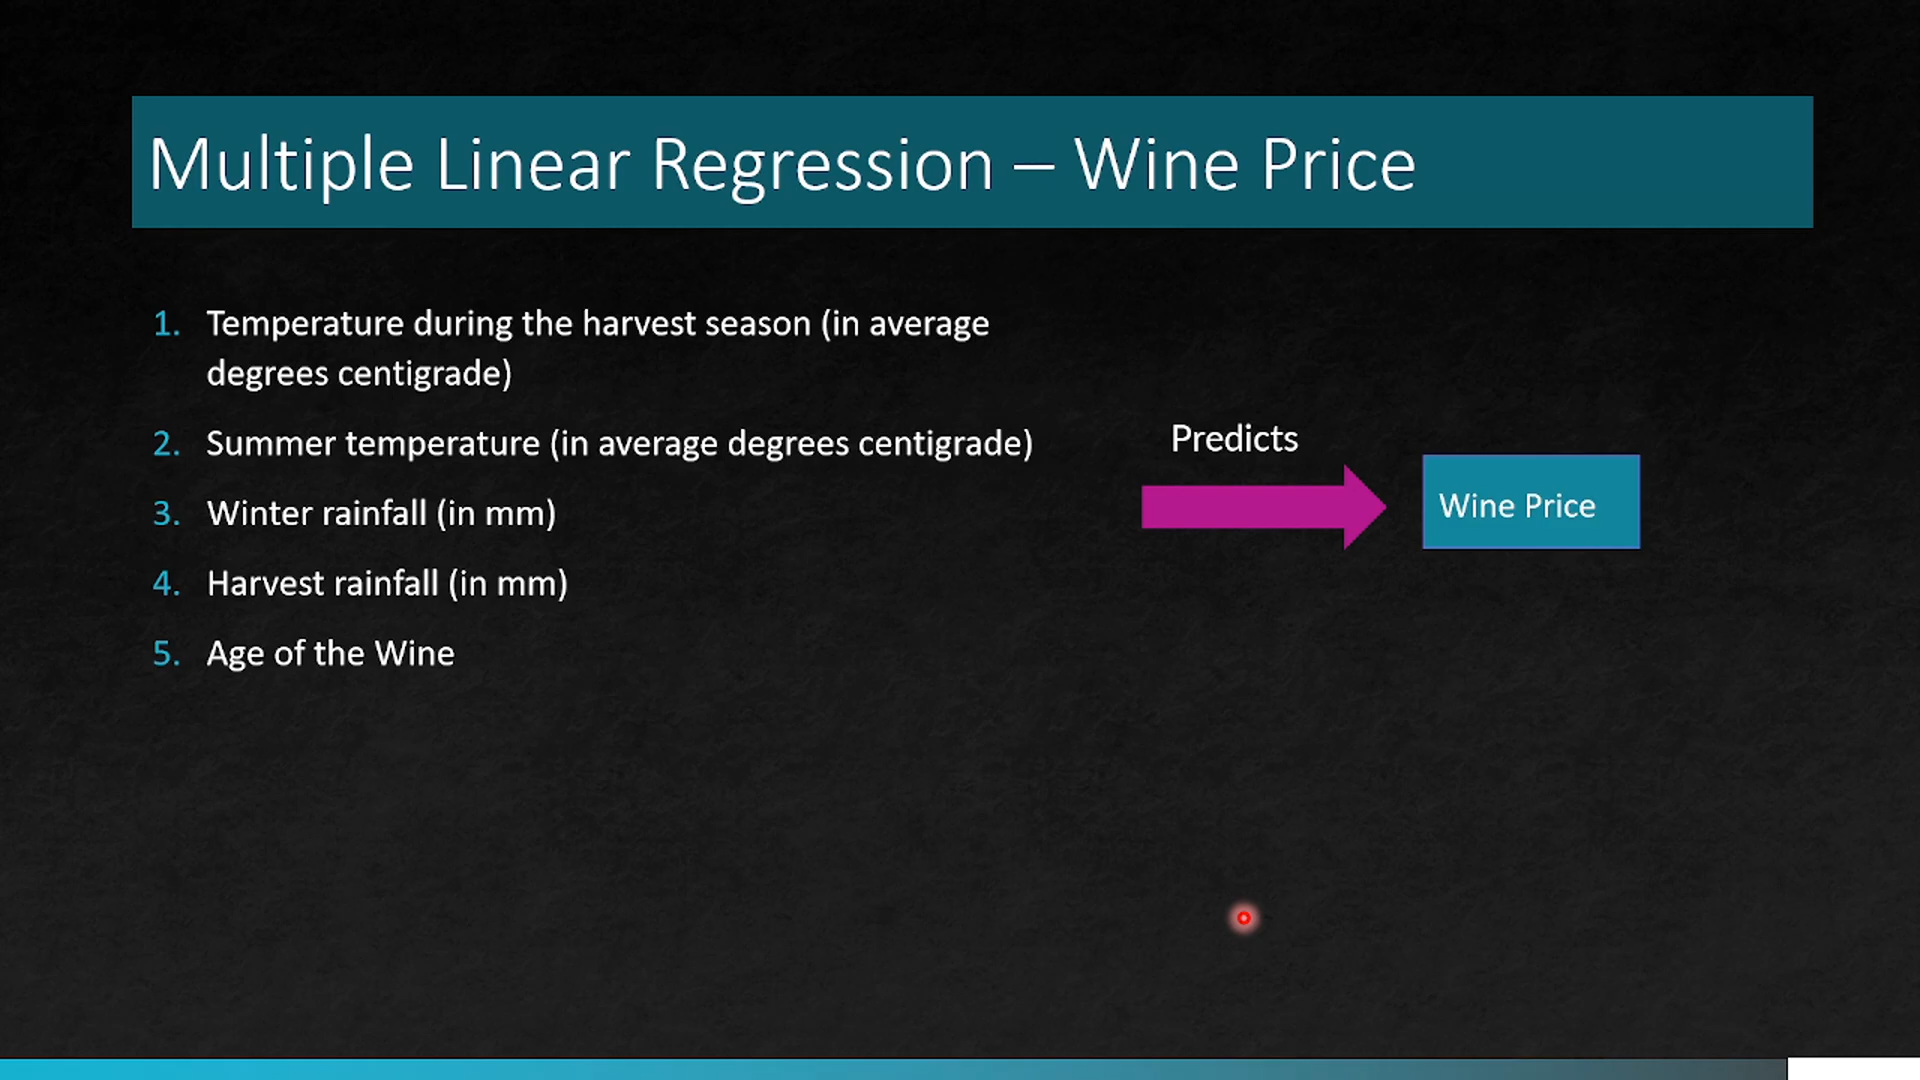 Multiple Linear Regression – Wine Price
1. Temperature during the harvest season (in average
degrees centigrade)
2. Summer temperature (in average degrees centigrade)
3. Winter rainfall (in mm)
4. Harvest rainfall (in mm)
5. Age of the Wine
Predicts
Wine Price